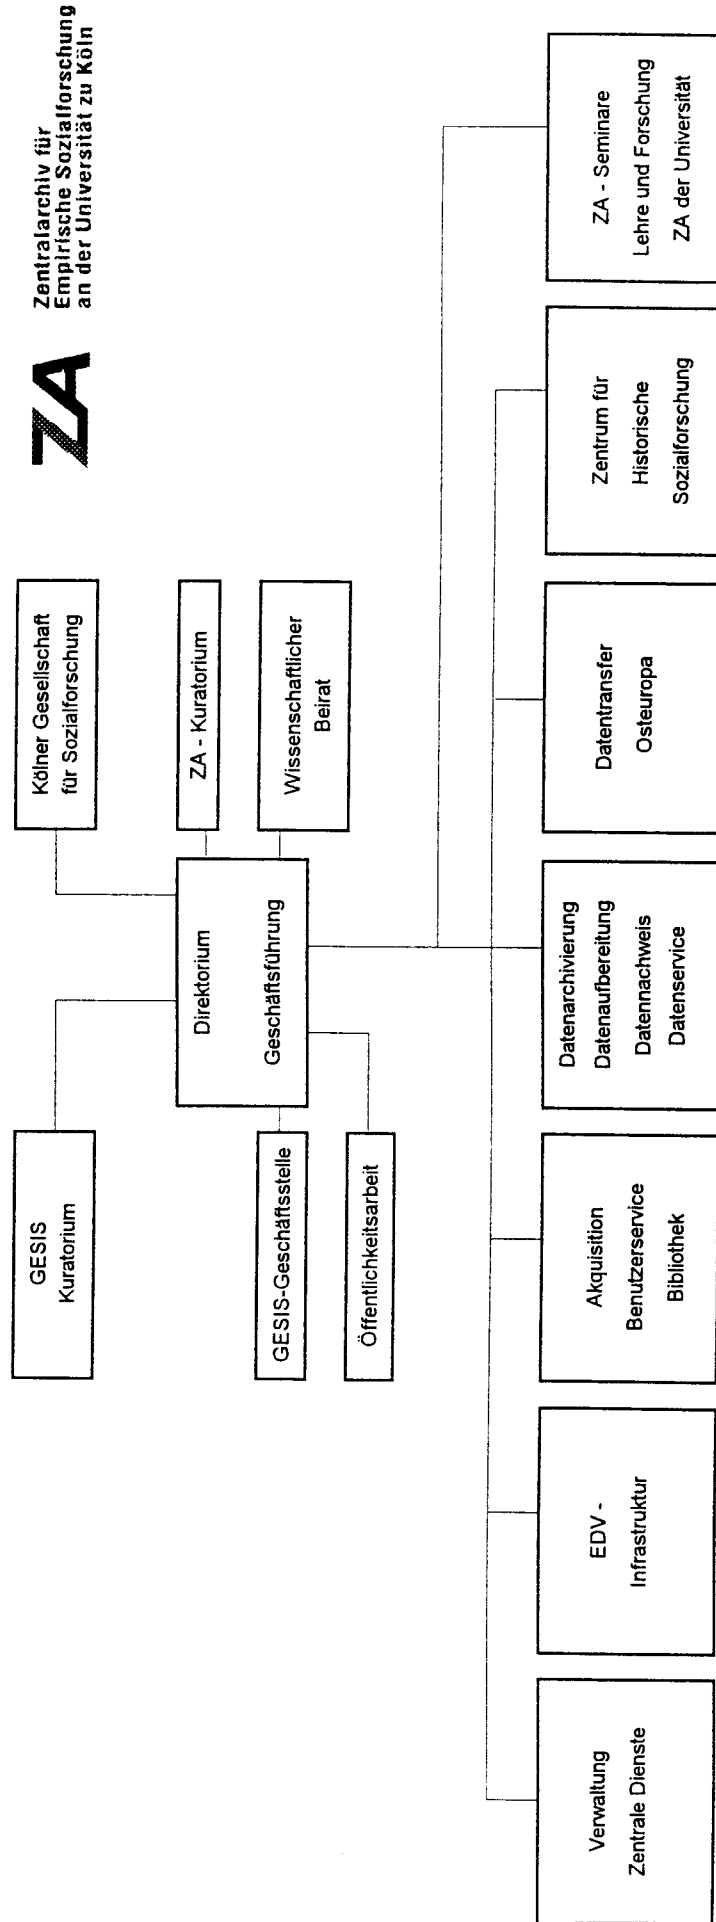 ZA
Zentralarchiv für
Empirische Sozialforschung
an der Universität zu Köln
GESIS
Kuratorium
Kölner Gesellschaft
für Sozialforschung
Direktorium
Geschäftsführung
ZA - Kuratorium
Wissenschaftlicher
Beirat
GESIS-Geschäftsstelle
Öffentlichkeitsarbeit
Verwaltung
Zentrale Dienste
EDV -
Infrastruktur
Akquisition
Benutzerservice
Bibliothek
Datenarchivierung
Datenaufbereitung
Datennachweis
Datenservice
Datentransfer
Osteuropa
Zentrum für
Historische
Sozialforschung
ZA - Seminare
Lehre und Forschung
ZA der Universität